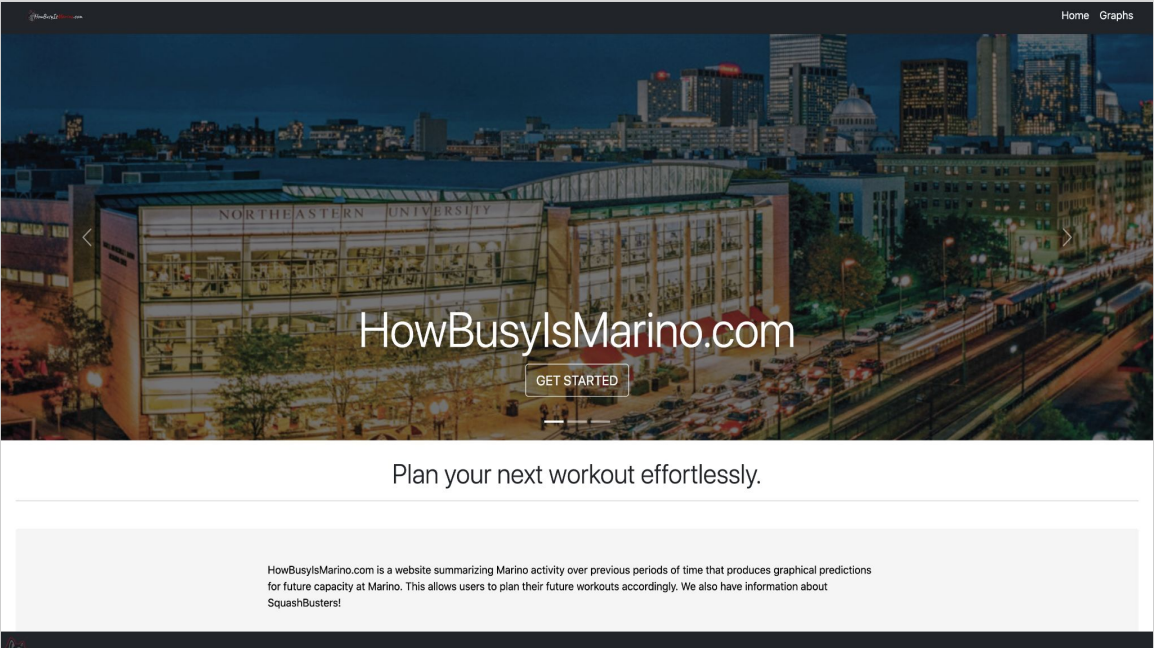 HowBusyIsMarino.com
Home Graphs
NORTHEASTERN UNIVERSITY
HowBusyIsMarino.com
GET STARTED
Plan your next workout effortlessly.
HowBusyIsMarino.com is a website summarizing Marino activity over previous periods of time that produces graphical predictions
for future capacity at Marino. This allows users to plan their future workouts accordingly. We also have information about
SquashBusters!